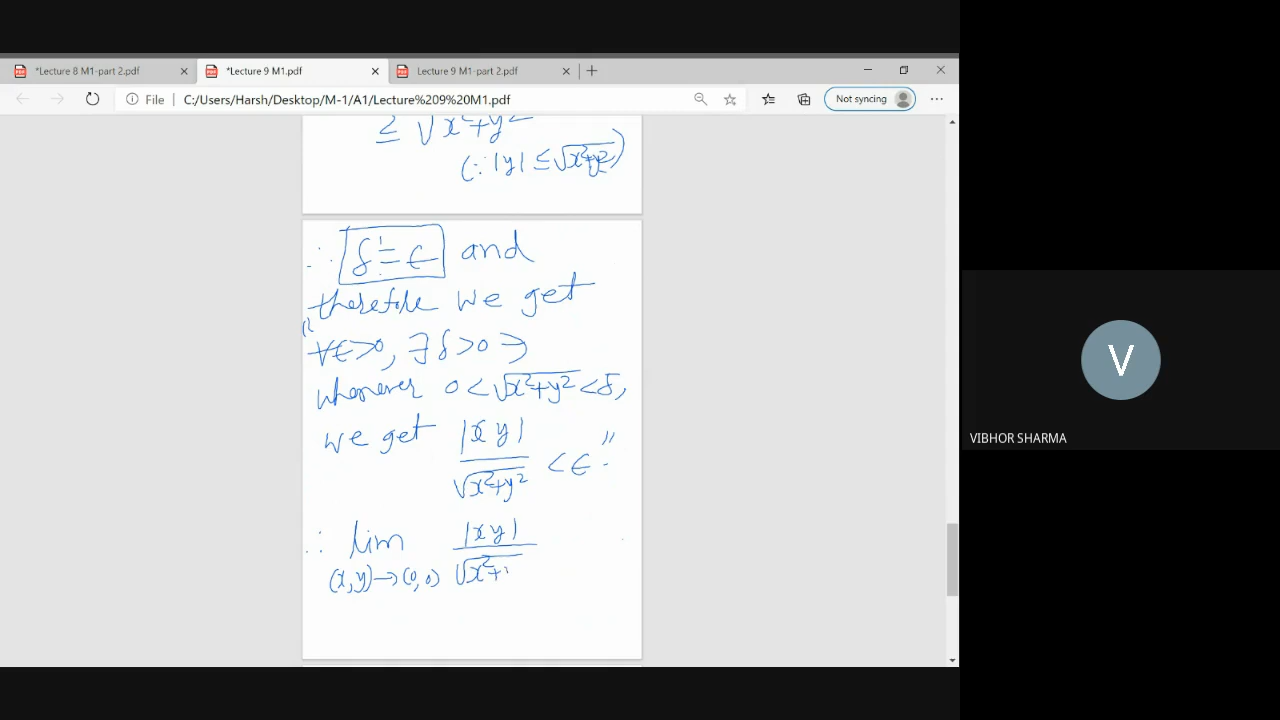 *Lecture 8 M1-part 2.pdf
*Lecture 9 M1.pdf
Lecture 9 M1-part 2.pdf
File | C:/Users/Harsh/Desktop/M-1/A1/Lecture%209%20M1.pdf
Not syncing
≤ √x²+y²
(∵ |y| ≤ √x²+y²)
∴ δ = ϵ and
therefore we get
"∀ϵ>0, ∃ δ>0 ∋
whenever 0 < √x²+y² < δ,
we get |xy| / √x²+y² < ϵ."
∴ lim (x,y)→(0,0) |xy| / √x²+
V
VIBHOR SHARMA